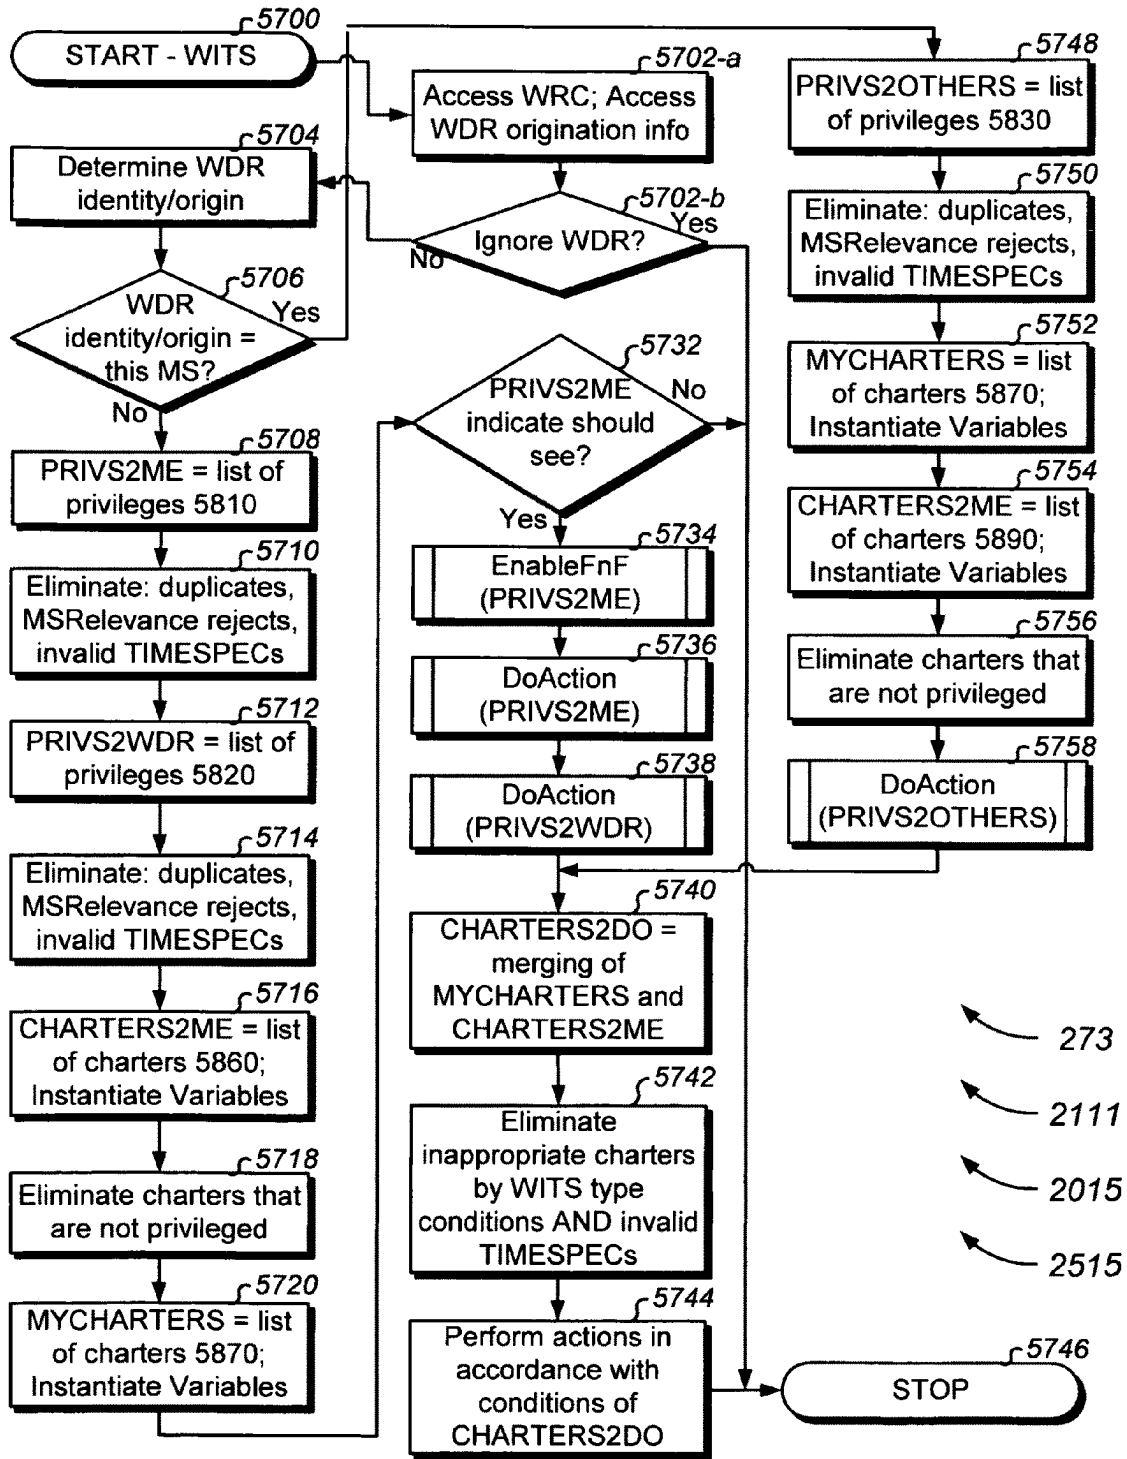 5700
START - WITS
5702-a
Access WRC; Access
WDR origination info
5702-b
Ignore WDR?
Yes
No
5704
Determine WDR
identity/origin
5706
WDR
identity/origin =
this MS?
Yes
No
5708
PRIVS2ME = list of
privileges 5810
5710
Eliminate: duplicates,
MSRelevance rejects,
invalid TIMESPECs
5712
PRIVS2WDR = list of
privileges 5820
5714
Eliminate: duplicates,
MSRelevance rejects,
invalid TIMESPECs
5716
CHARTERS2ME = list
of charters 5860;
Instantiate Variables
5718
Eliminate charters that
are not privileged
5720
MYCHARTERS = list
of charters 5870;
Instantiate Variables
5732
PRIVS2ME
indicate should
see?
No
Yes
5734
EnableFnF
(PRIVS2ME)
5736
DoAction
(PRIVS2ME)
5738
DoAction
(PRIVS2WDR)
5740
CHARTERS2DO =
merging of
MYCHARTERS and
CHARTERS2ME
5742
Eliminate
inappropriate charters
by WITS type
conditions AND invalid
TIMESPECs
5744
Perform actions in
accordance with
conditions of
CHARTERS2DO
5748
PRIVS2OTHERS = list
of privileges 5830
5750
Eliminate: duplicates,
MSRelevance rejects,
invalid TIMESPECs
5752
MYCHARTERS = list
of charters 5870;
Instantiate Variables
5754
CHARTERS2ME = list
of charters 5890;
Instantiate Variables
5756
Eliminate charters that
are not privileged
5758
DoAction
(PRIVS2OTHERS)
273
2111
2015
2515
5746
STOP